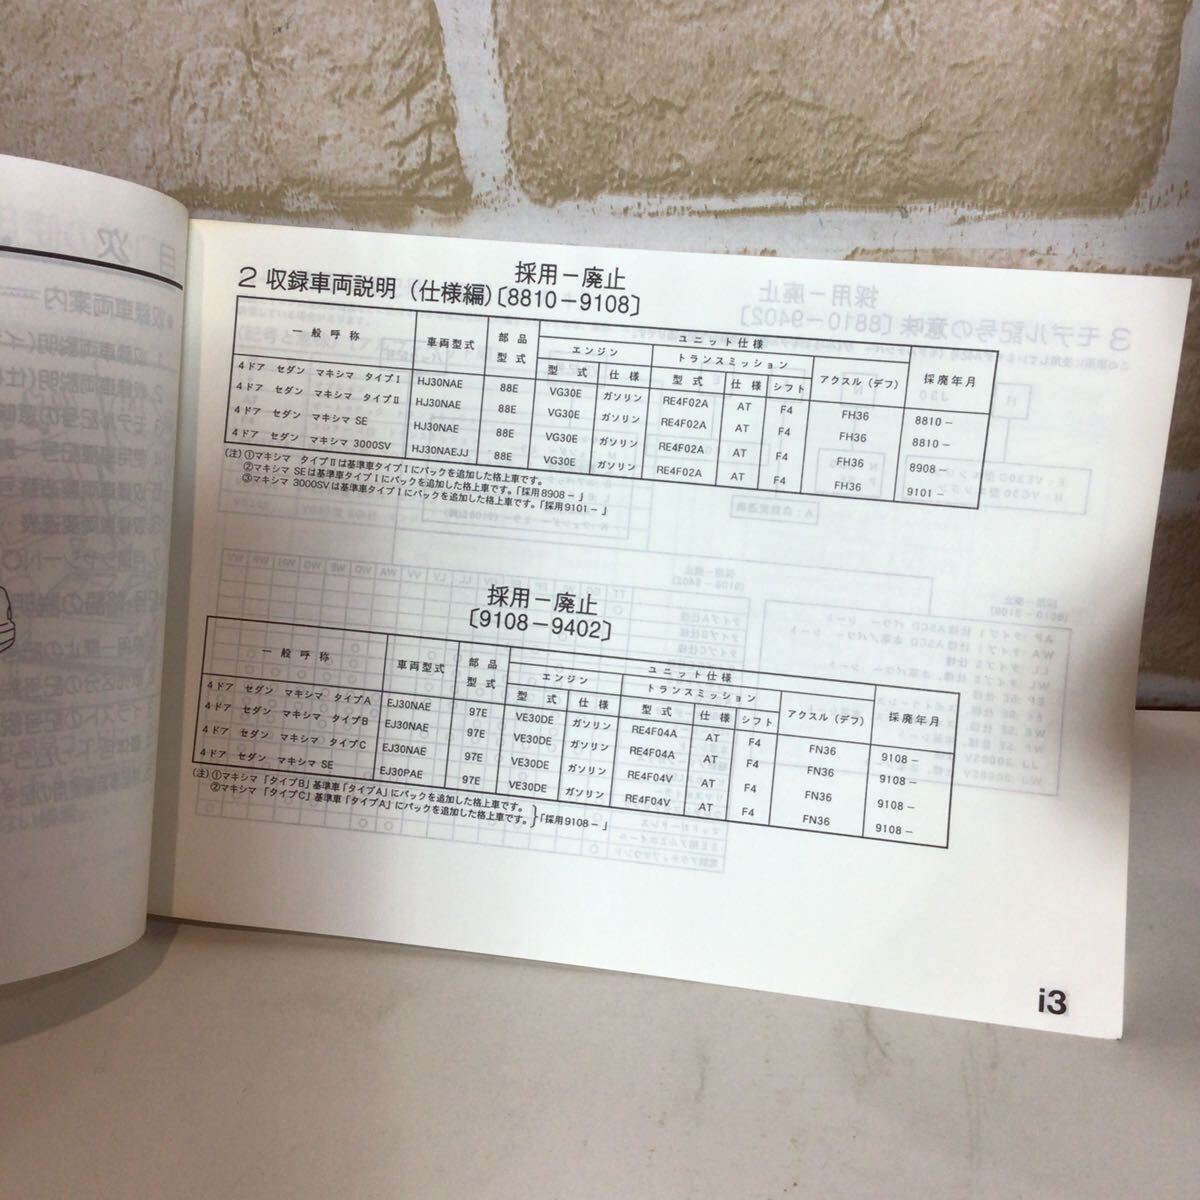 採用－廃止
2 収録車両説明 (仕様編)〔8810－9108〕
一般呼称 車両型式 部品型式 ユニット仕様 採廃年月
エンジン トランスミッション アクスル(デフ)
型式 仕様 型式 仕様 シフト
4ドア セダン マキシマ タイプI HJ30NAE 88E VG30E ガソリン RE4F02A AT F4 FH36 8810－
4ドア セダン マキシマ タイプII HJ30NAE 88E VG30E ガソリン RE4F02A AT F4 FH36 8810－
4ドア セダン マキシマ SE HJ30NAE 88E VG30E ガソリン RE4F02A AT F4 FH36 8908－
4ドア セダン マキシマ 3000SV HJ30NAEJJ 88E VG30E ガソリン RE4F02A AT F4 FH36 9101－
(注) ①マキシマ タイプIIは基準車タイプIにパックを追加した格上車です。
②マキシマ SEは基準車タイプIにパックを追加した格上車です。「採用8908－」
③マキシマ 3000SVは基準車タイプIにパックを追加した格上車です。「採用9101－」
採用－廃止
〔9108－9402〕
一般呼称 車両型式 部品型式 ユニット仕様 採廃年月
エンジン トランスミッション アクスル(デフ)
型式 仕様 型式 仕様 シフト
4ドア セダン マキシマ タイプA EJ30NAE 97E VE30DE ガソリン RE4F04A AT F4 FN36 9108－
4ドア セダン マキシマ タイプB EJ30NAE 97E VE30DE ガソリン RE4F04A AT F4 FN36 9108－
4ドア セダン マキシマ タイプC EJ30NAE 97E VE30DE ガソリン RE4F04V AT F4 FN36 9108－
4ドア セダン マキシマ SE EJ30PAE 97E VE30DE ガソリン RE4F04V AT F4 FN36 9108－
(注) ①マキシマ「タイプB」基準車「タイプA」にパックを追加した格上車です。
②マキシマ「タイプC」基準車「タイプA」にパックを追加した格上車です。}「採用9108－」
i3